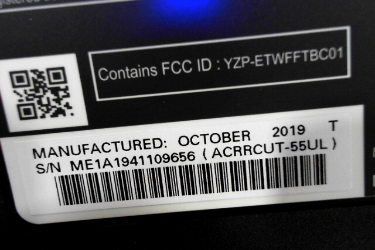 Contains FCC ID : YZP-ETWFFTBC01
MANUFACTURED: OCTOBER 2019 T
S/N ME1A1941109656 ( ACRRCUT-55UL )